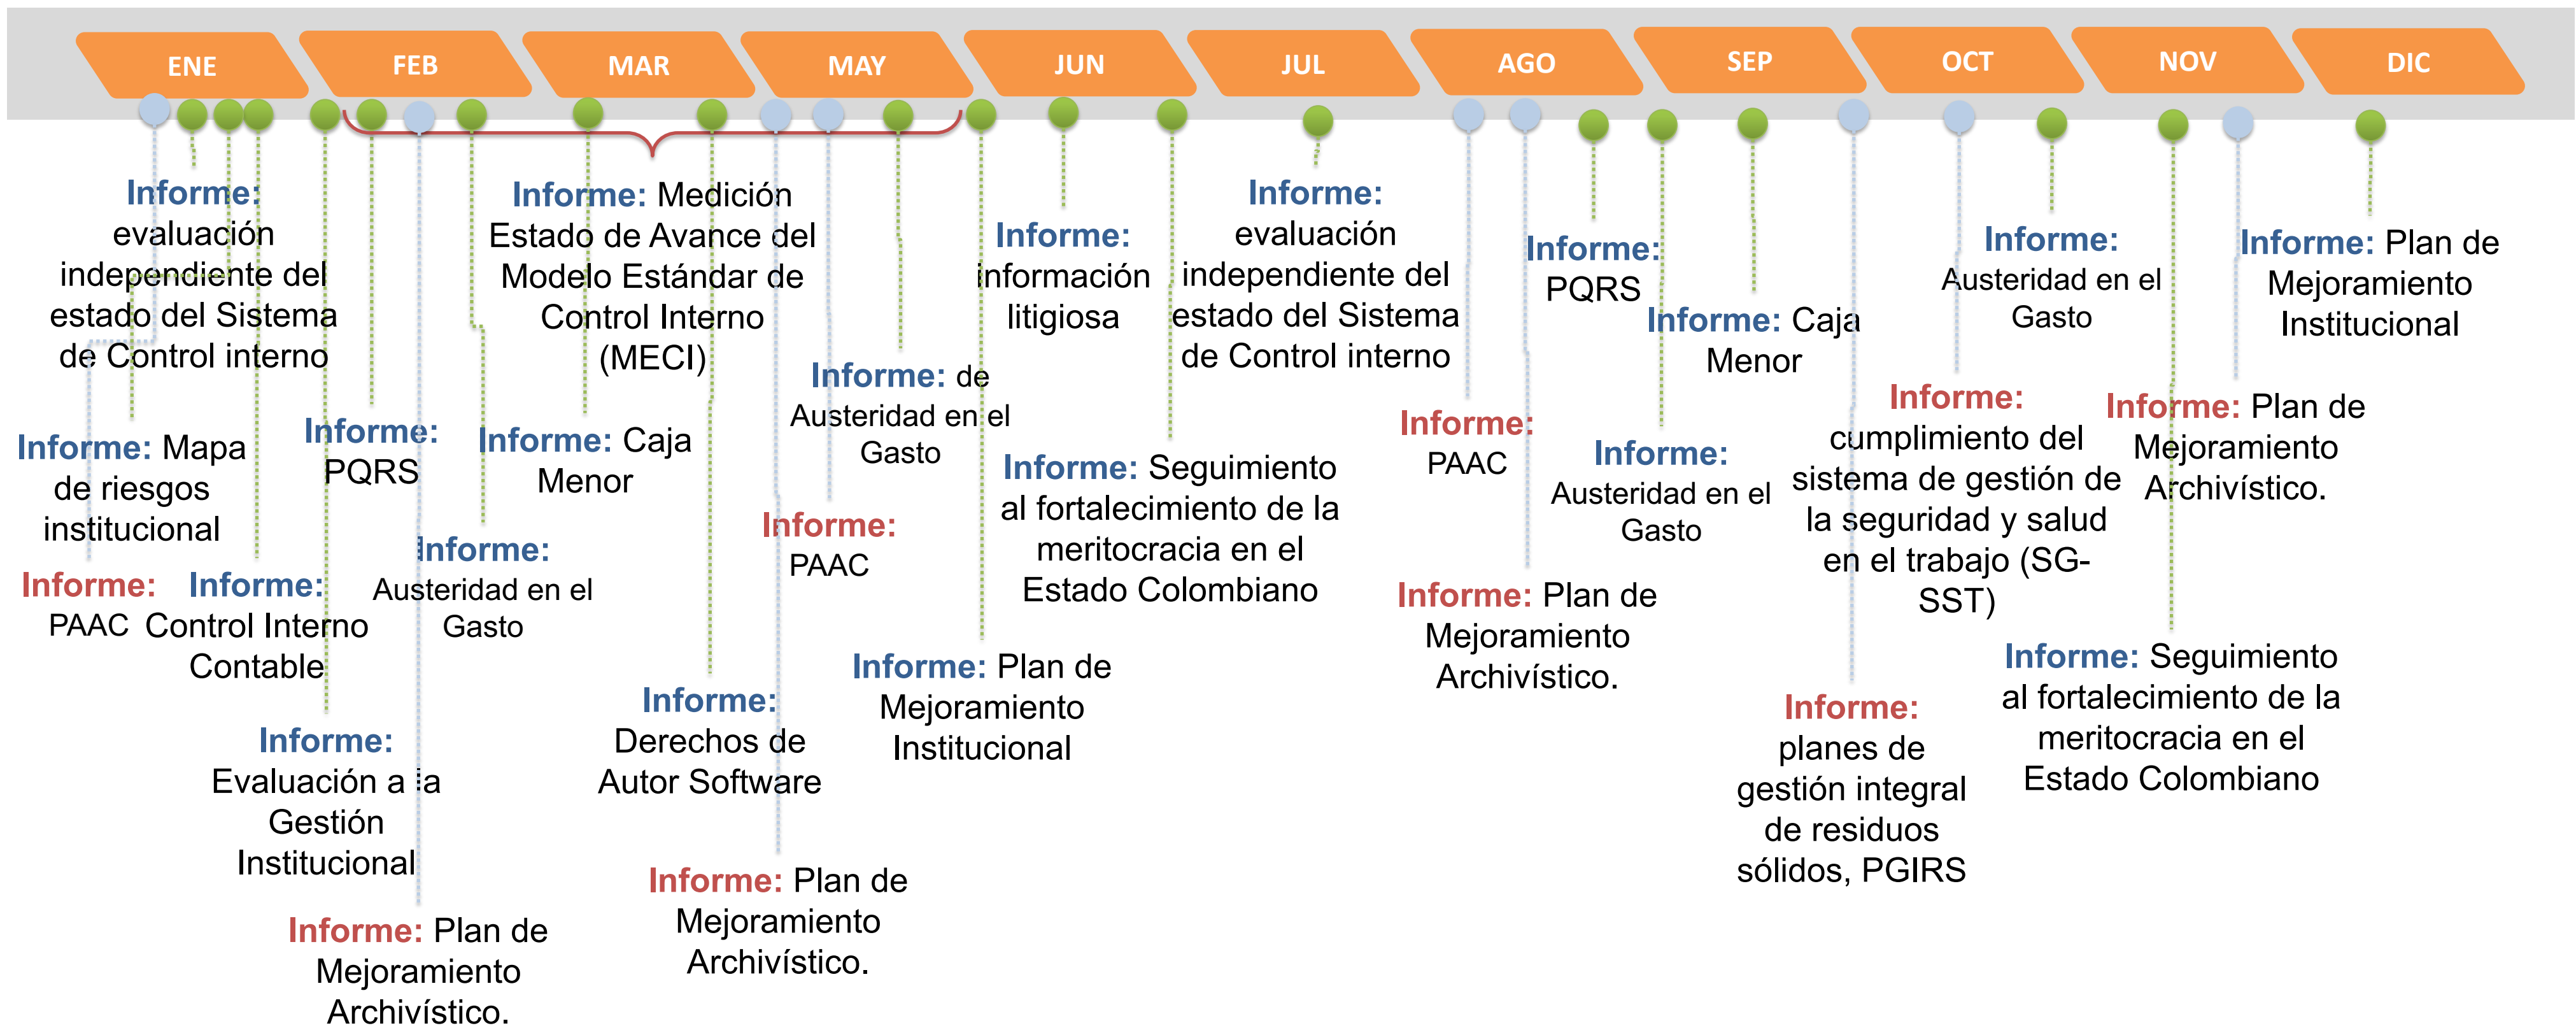 ENE
FEB
MAR
MAY
JUN
JUL
AGO
SEP
OCT
NOV
DIC
Informe:
evaluación
independiente del
estado del Sistema
de Control interno
Informe: Mapa
de riesgos
institucional
Informe:
PAAC
Informe:
Control Interno
Contable
Informe:
Evaluación a la
Gestión
Institucional
Informe:
PQRS
Informe: Plan de
Mejoramiento
Archivístico.
Informe:
Austeridad en el
Gasto
Informe: Medición
Estado de Avance del
Modelo Estándar de
Control Interno
(MECI)
Informe: Caja
Menor
Informe:
Derechos de
Autor Software
Informe: Plan de
Mejoramiento
Archivístico.
Informe:
PAAC
Informe: de
Austeridad en el
Gasto
Informe: Plan de
Mejoramiento
Institucional
Informe:
información
litigiosa
Informe: Seguimiento
al fortalecimiento de la
meritocracia en el
Estado Colombiano
Informe:
evaluación
independiente del
estado del Sistema
de Control interno
Informe:
PAAC
Informe: Plan de
Mejoramiento
Archivístico.
Informe:
PQRS
Informe:
Austeridad en el
Gasto
Informe: Caja
Menor
Informe:
planes de
gestión integral
de residuos
sólidos, PGIRS
Informe:
cumplimiento del
sistema de gestión de
la seguridad y salud
en el trabajo (SG-
SST)
Informe:
Austeridad en el
Gasto
Informe: Seguimiento
al fortalecimiento de la
meritocracia en el
Estado Colombiano
Informe: Plan de
Mejoramiento
Archivístico.
Informe: Plan de
Mejoramiento
Institucional